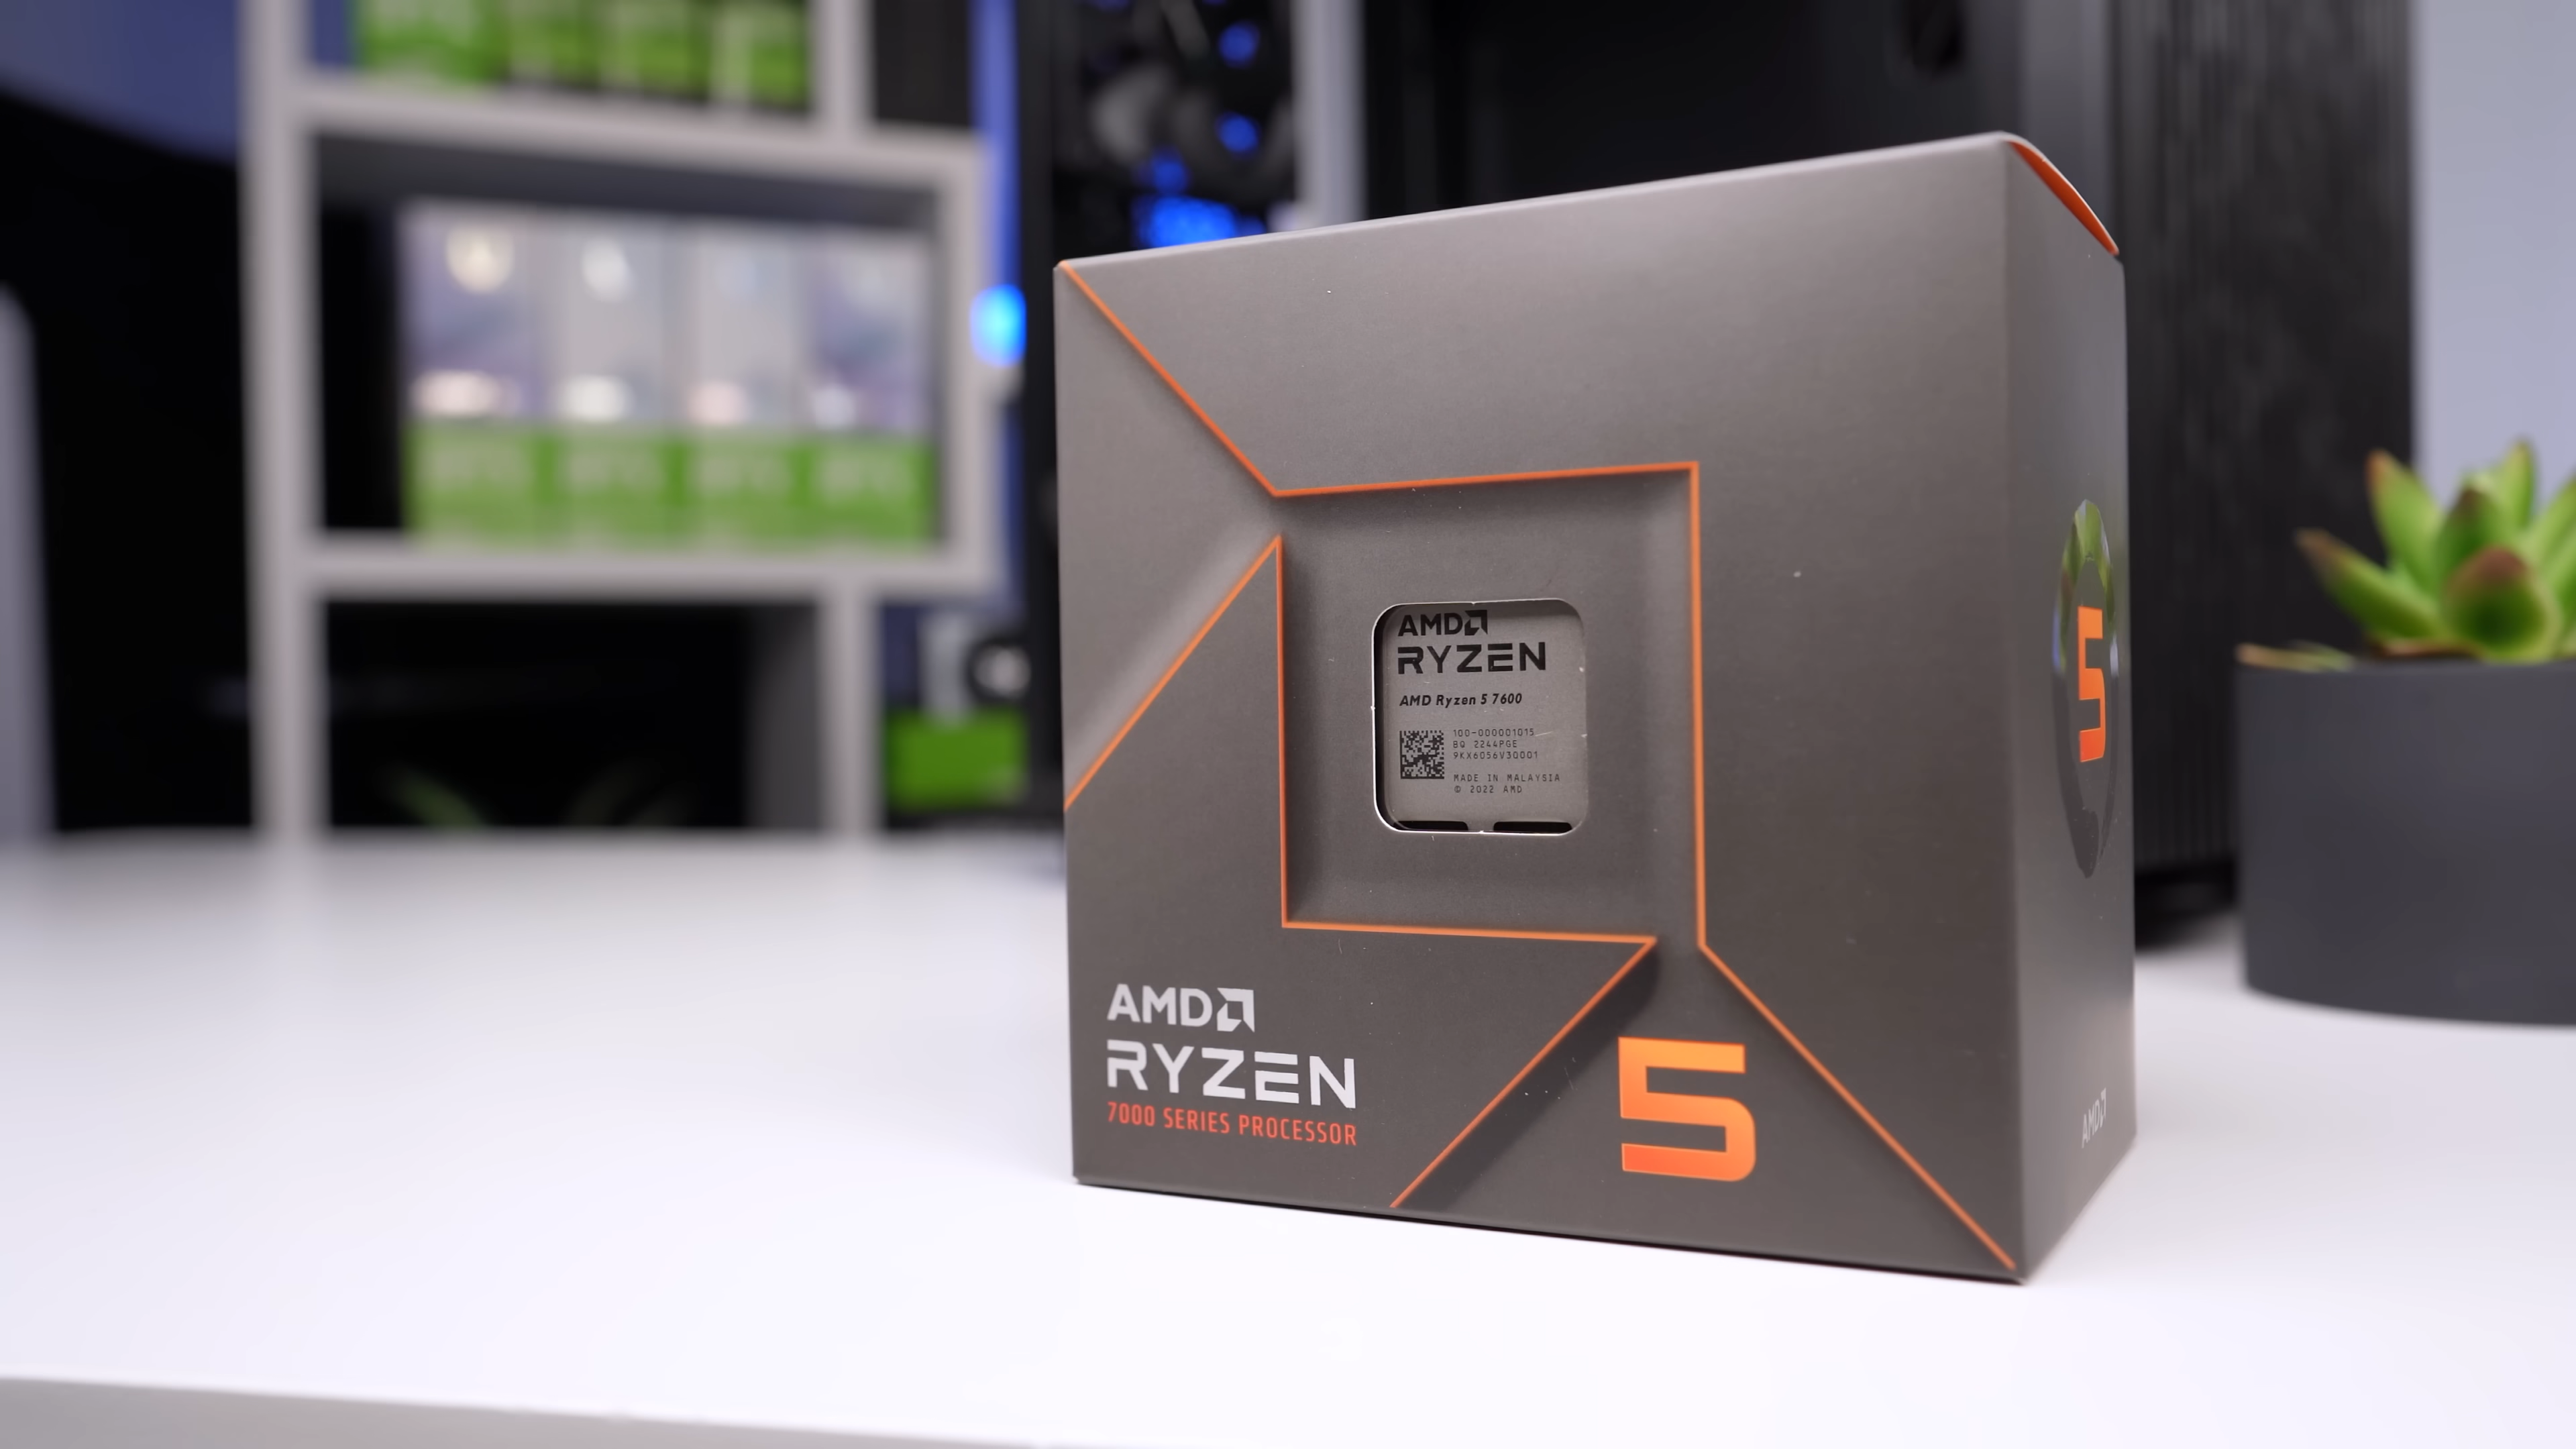 AMD
RYZEN
AMD Ryzen 5 7600
100-000001015
BQ 2244PGE
9KX6056V30001
MADE IN MALAYSIA
© 2022 AMD
AMD
RYZEN
7000 SERIES PROCESSOR
5
5
AMD